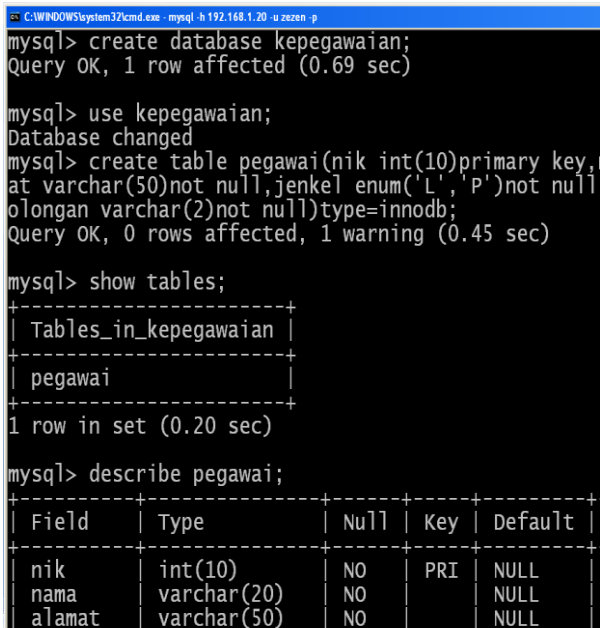 C:\WINDOWS\system32\cmd.exe - mysql -h 192.168.1.20 -u zezen -p
mysql> create database kepegawaian;
Query OK, 1 row affected (0.69 sec)
mysql> use kepegawaian;
Database changed
mysql> create table pegawai(nik int(10)primary key,
at varchar(50)not null,jenkel enum('L','P')not null
olongan varchar(2)not null)type=innodb;
Query OK, 0 rows affected, 1 warning (0.45 sec)
mysql> show tables;
+------------------------+
| Tables_in_kepegawaian |
+------------------------+
| pegawai |
+------------------------+
1 row in set (0.20 sec)
mysql> describe pegawai;
+----------+-------------+------+-----+---------+
| Field | Type | Null | Key | Default |
+----------+-------------+------+-----+---------+
| nik | int(10) | NO | PRI | NULL |
| nama | varchar(20) | NO | | NULL |
| alamat | varchar(50) | NO | | NULL |